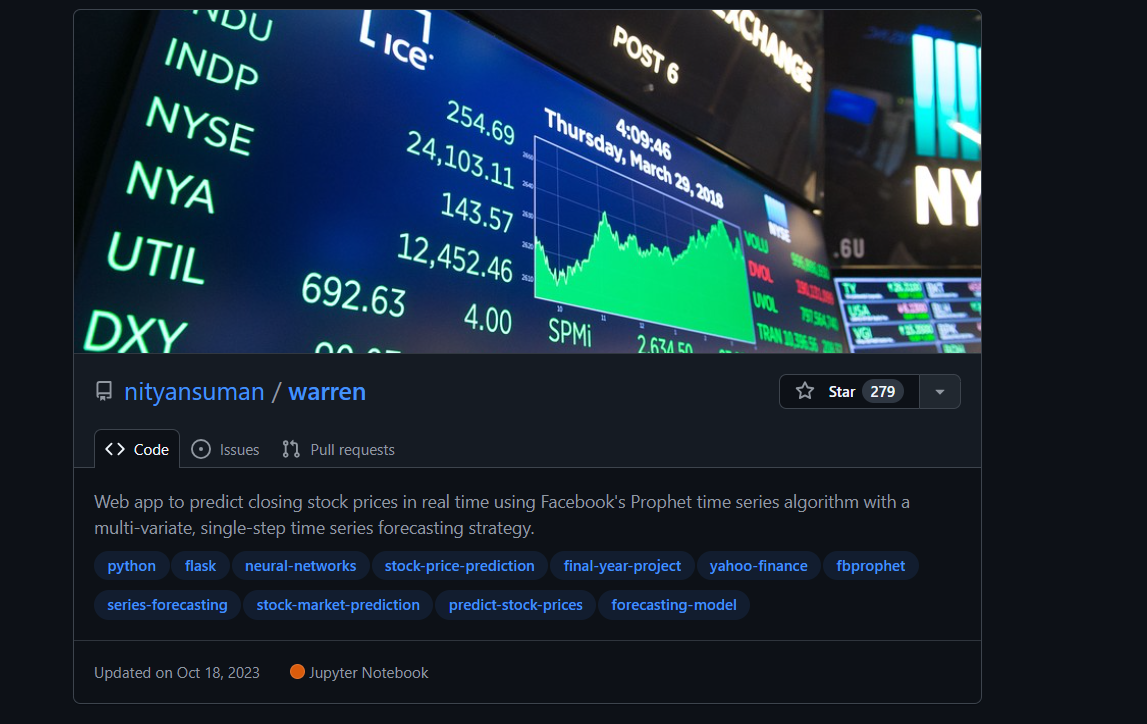 NDU
ice
POST 6
EXCHANGE
INDP
254.69
4:09:46
NYSE
24,103.11
Thursday, March 29, 2018
NYA
143.57
NYSE
NY
UTIL
12,452.46
VOLU
.6U
692.63
DVOL
DXY
4.00
UVOL
SPMi
2,634.50
TRAN 10,396.56
nityansuman / warren
Star 279
Code Issues Pull requests
Web app to predict closing stock prices in real time using Facebook's Prophet time series algorithm with a
multi-variate, single-step time series forecasting strategy.
python flask neural-networks stock-price-prediction final-year-project yahoo-finance fbprophet
series-forecasting stock-market-prediction predict-stock-prices forecasting-model
Updated on Oct 18, 2023 Jupyter Notebook